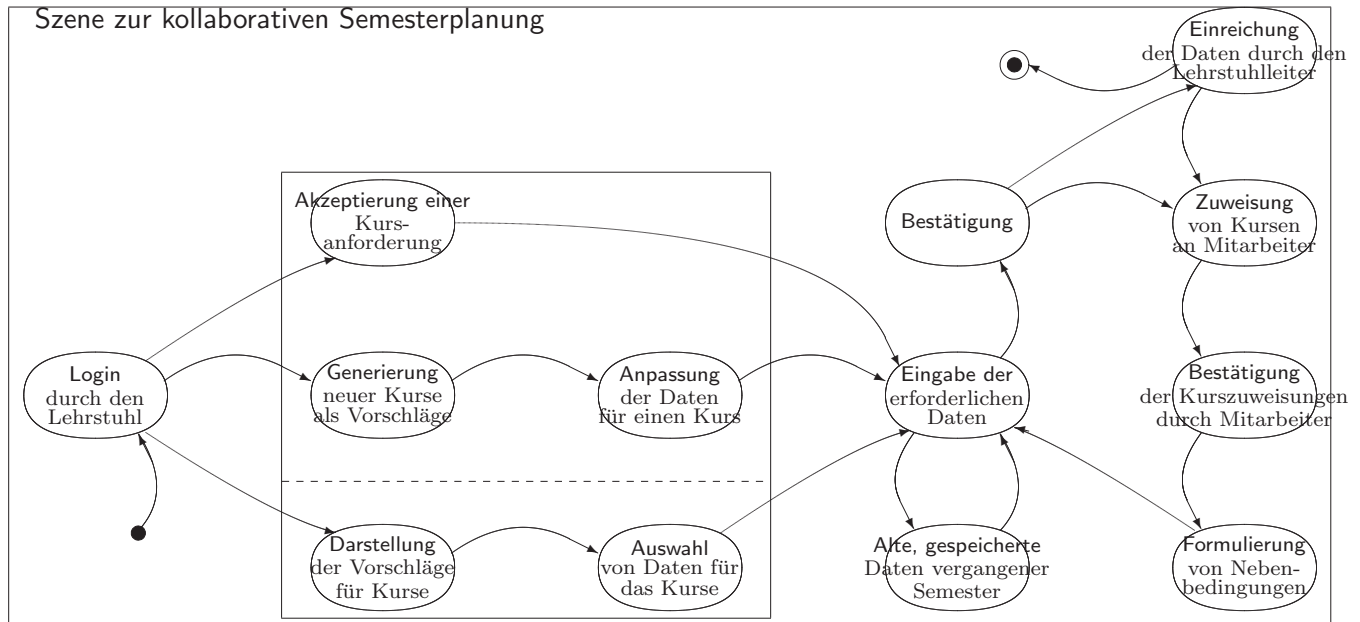 Szene zur kollaborativen Semesterplanung
Einreichung
der Daten durch den
Lehrstuhlleiter
Akzeptierung einer
Kurs-
anforderung
Bestätigung
Zuweisung
von Kursen
an Mitarbeiter
Login
durch den
Lehrstuhl
Generierung
neuer Kurse
als Vorschläge
Anpassung
der Daten
für einen Kurs
Eingabe der
erforderlichen
Daten
Bestätigung
der Kurszuweisungen
durch Mitarbeiter
Darstellung
der Vorschläge
für Kurse
Auswahl
von Daten für
das Kurse
Alte, gespeicherte
Daten vergangener
Semester
Formulierung
von Neben-
bedingungen